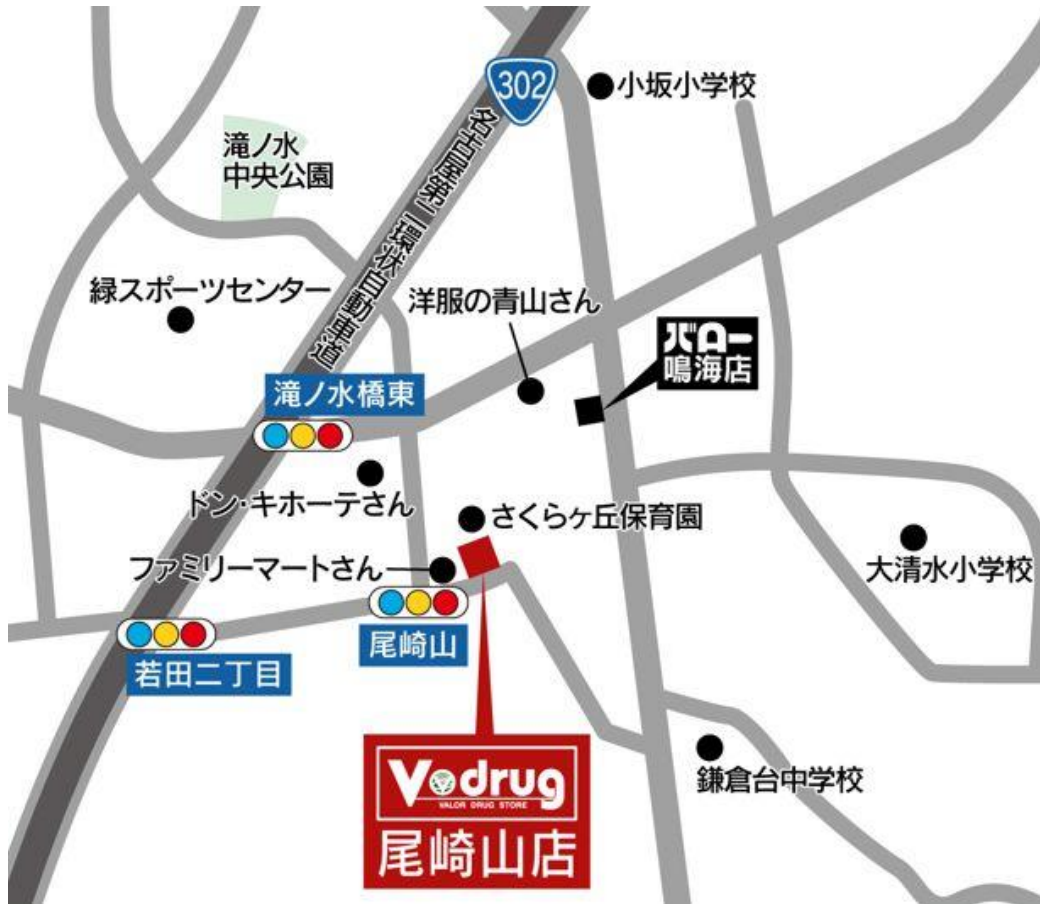 302
小坂小学校
名古屋第二環状自動車道
滝ノ水
中央公園
緑スポーツセンター
洋服の青山さん
バロー
鳴海店
滝ノ水橋東
ドン・キホーテさん
さくらヶ丘保育園
ファミリーマートさん
大清水小学校
尾崎山
若田二丁目
鎌倉台中学校
Vdrug
VALOR DRUG STORE
尾崎山店